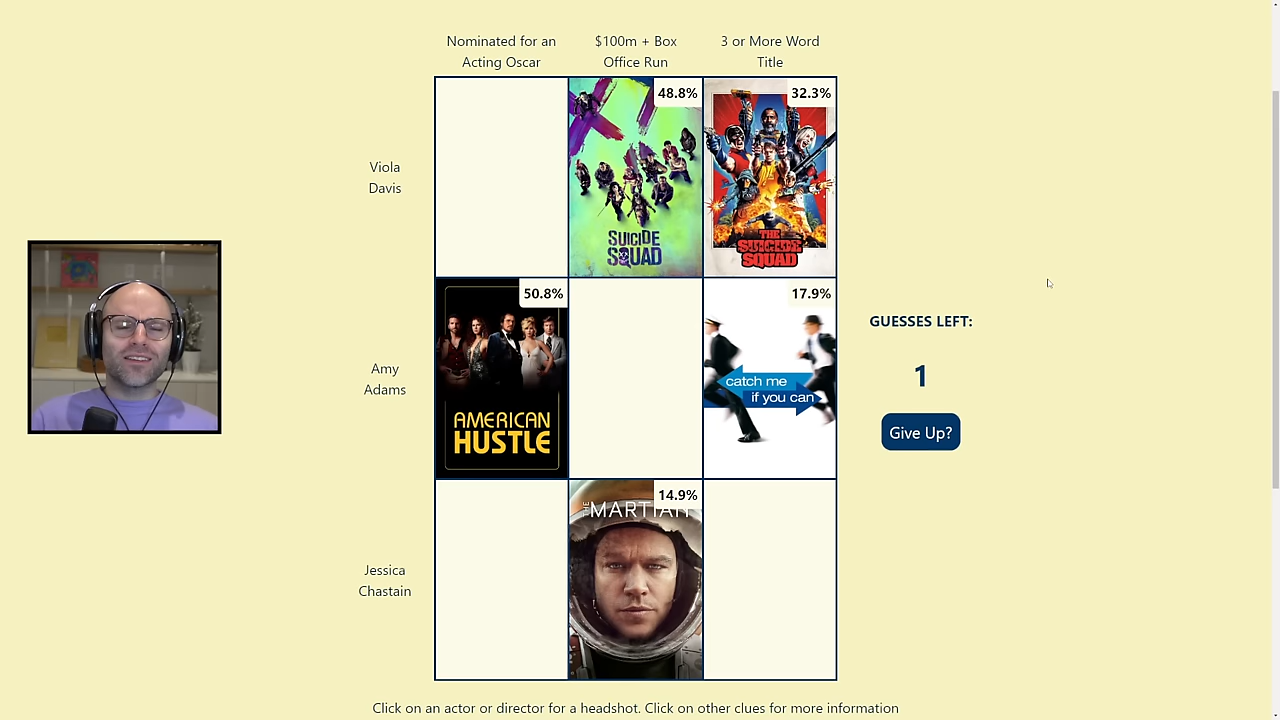 Nominated for an
Acting Oscar
$100m + Box
Office Run
3 or More Word
Title
Viola
Davis
48.8%
SUICIDE
SQUAD
32.3%
THE
SUICIDE
SQUAD
Amy
Adams
50.8%
AMERICAN
HUSTLE
17.9%
catch me
if you can
GUESSES LEFT:
1
Give Up?
Jessica
Chastain
14.9%
THE
MARTIAN
Click on an actor or director for a headshot. Click on other clues for more information